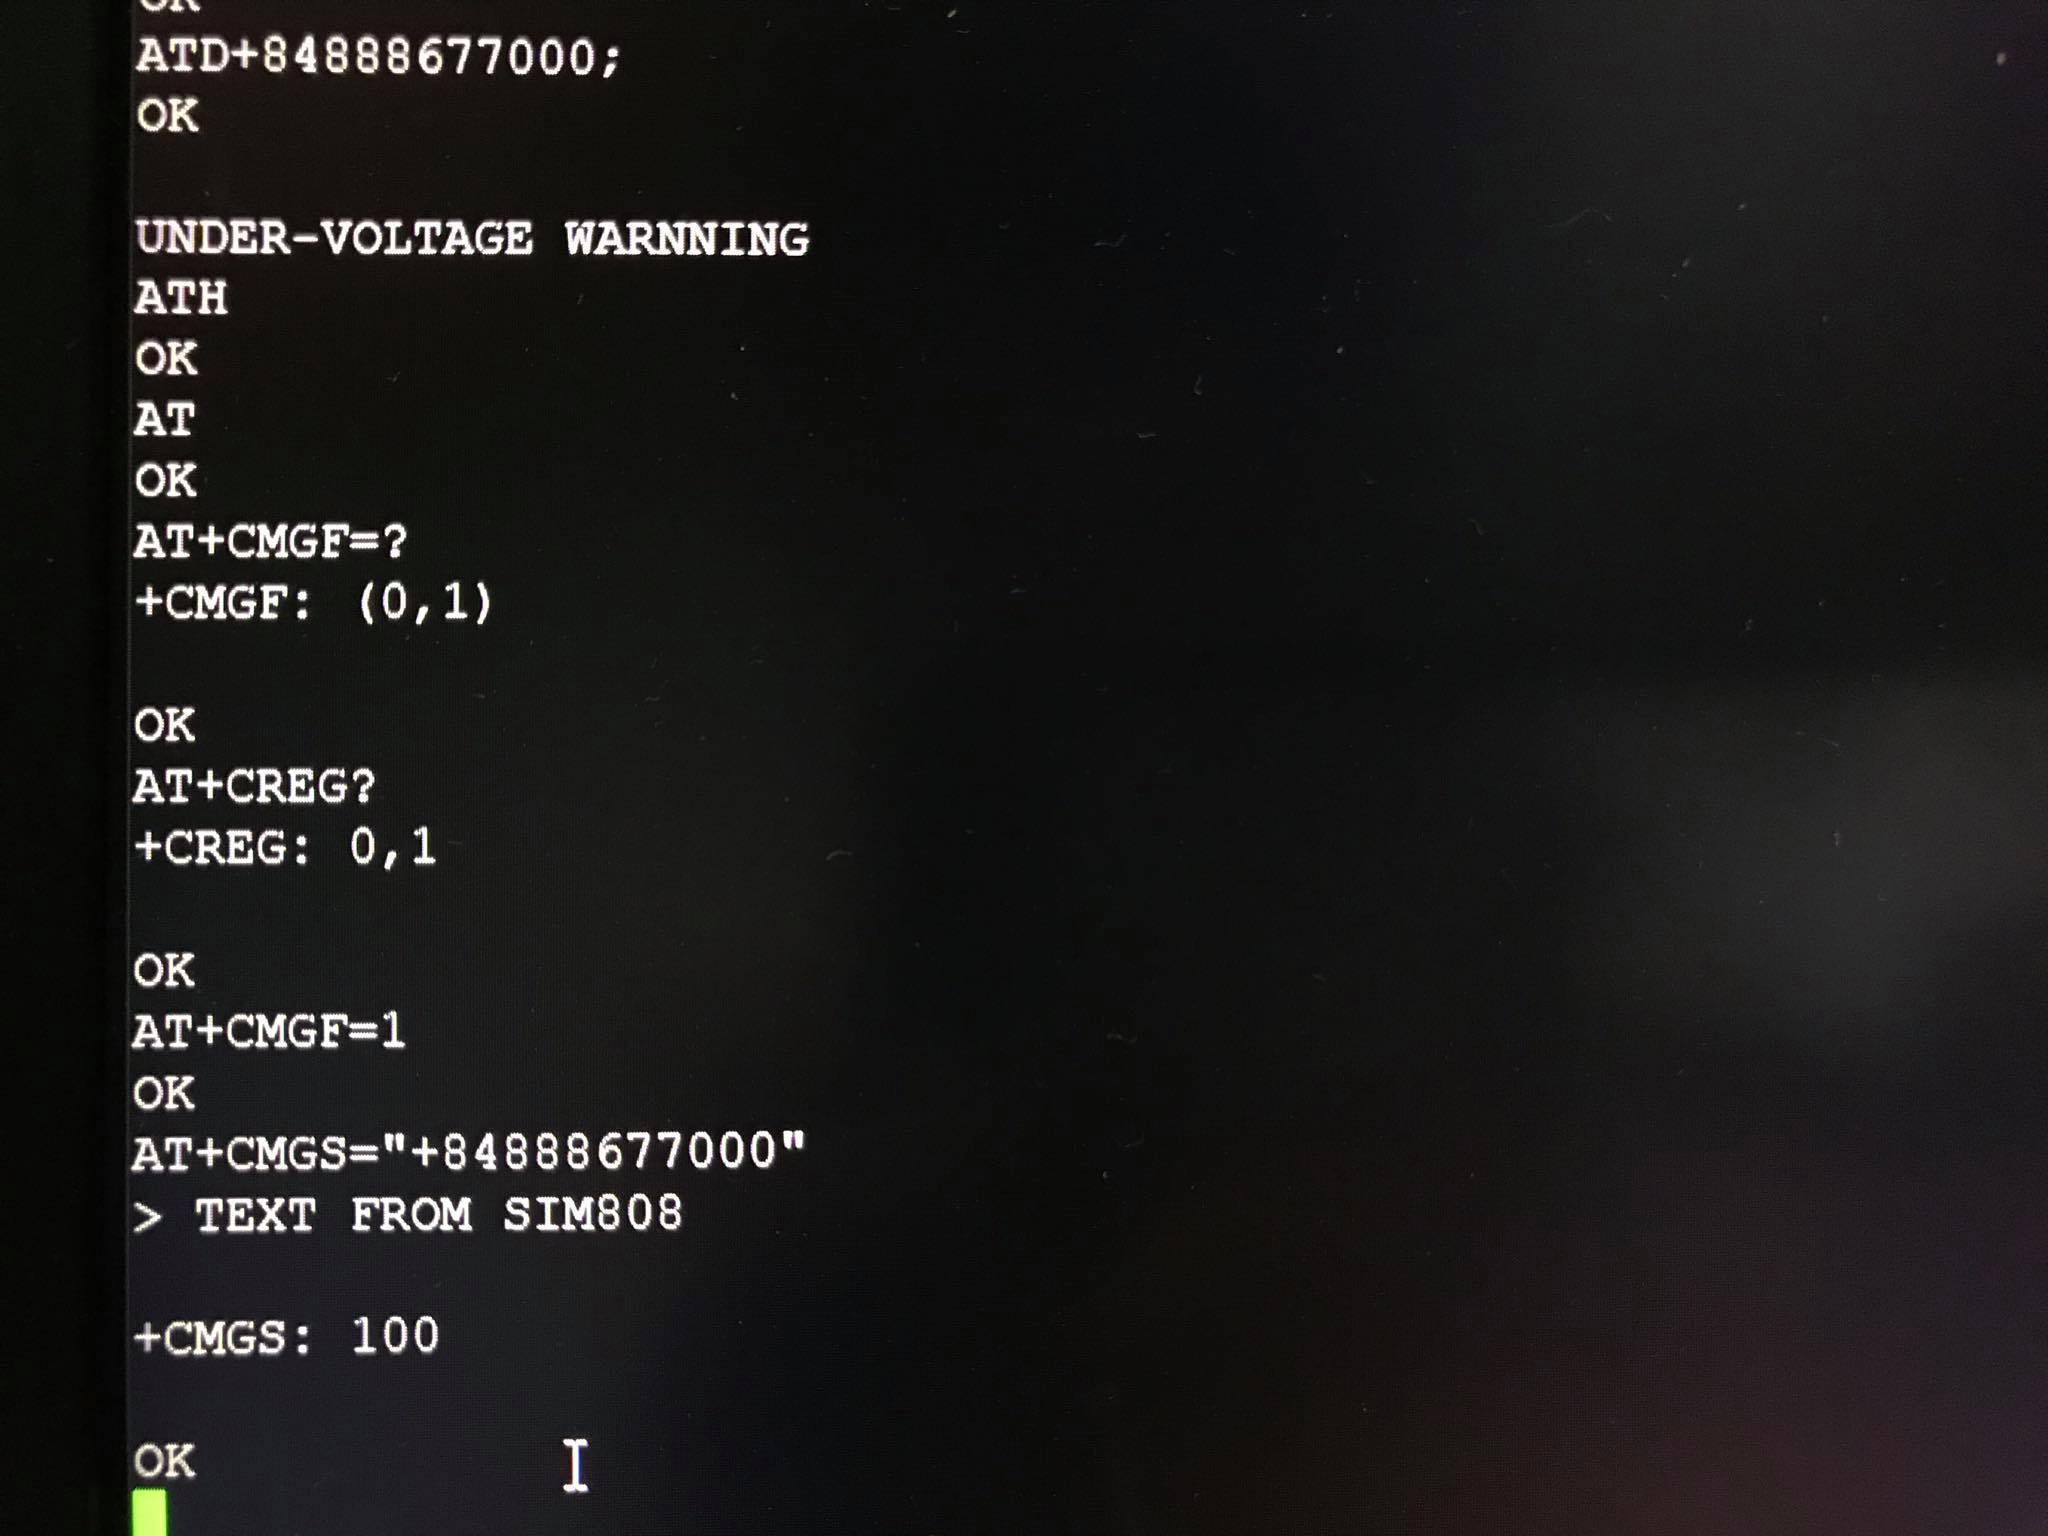 OK
ATD+84888677000;
OK
UNDER-VOLTAGE WARNNING
ATH
OK
AT
OK
AT+CMGF=?
+CMGF: (0,1)
OK
AT+CREG?
+CREG: 0,1
OK
AT+CMGF=1
OK
AT+CMGS="+84888677000"
> TEXT FROM SIM808
+CMGS: 100
OK